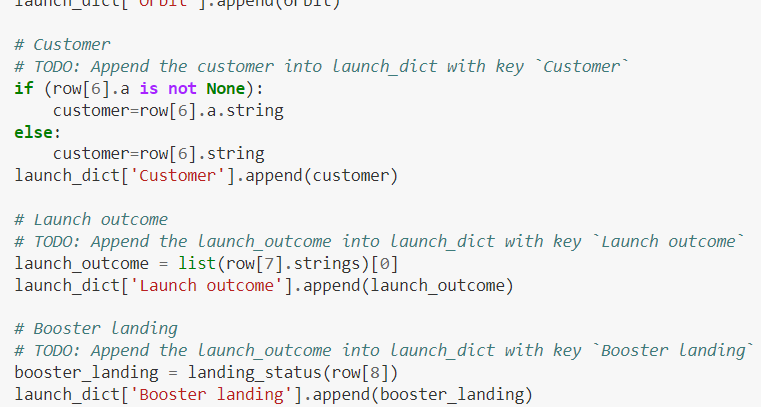 launch_dict['Orbit'].append(orbit)
# Customer
# TODO: Append the customer into launch_dict with key `Customer`
if (row[6].a is not None):
    customer=row[6].a.string
else:
    customer=row[6].string
launch_dict['Customer'].append(customer)
# Launch outcome
# TODO: Append the launch_outcome into launch_dict with key `Launch outcome`
launch_outcome = list(row[7].strings)[0]
launch_dict['Launch outcome'].append(launch_outcome)
# Booster landing
# TODO: Append the launch_outcome into launch_dict with key `Booster landing`
booster_landing = landing_status(row[8])
launch_dict['Booster landing'].append(booster_landing)